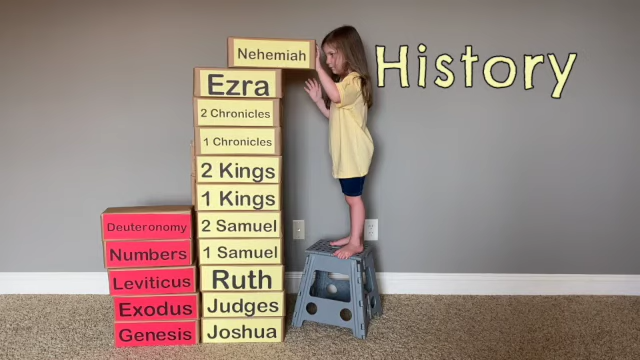 Nehemiah
History
Ezra
2 Chronicles
1 Chronicles
2 Kings
1 Kings
2 Samuel
1 Samuel
Ruth
Judges
Joshua
Deuteronomy
Numbers
Leviticus
Exodus
Genesis